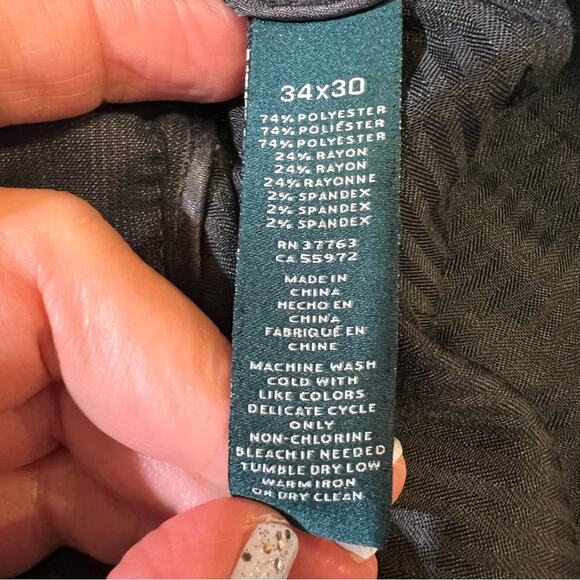 34x30
74% POLYESTER
74% POLIÉSTER
74% POLYESTER
24% RAYON
24% RAYON
24% RAYONNE
2% SPANDEX
2% SPANDEX
2% SPANDEX
RN 37763
CA 55972
MADE IN
CHINA
HECHO EN
CHINA
FABRIQUÉ EN
CHINE
MACHINE WASH
COLD WITH
LIKE COLORS
DELICATE CYCLE
ONLY
NON-CHLORINE
BLEACH IF NEEDED
TUMBLE DRY LOW
WARM IRON
OR DRY CLEAN